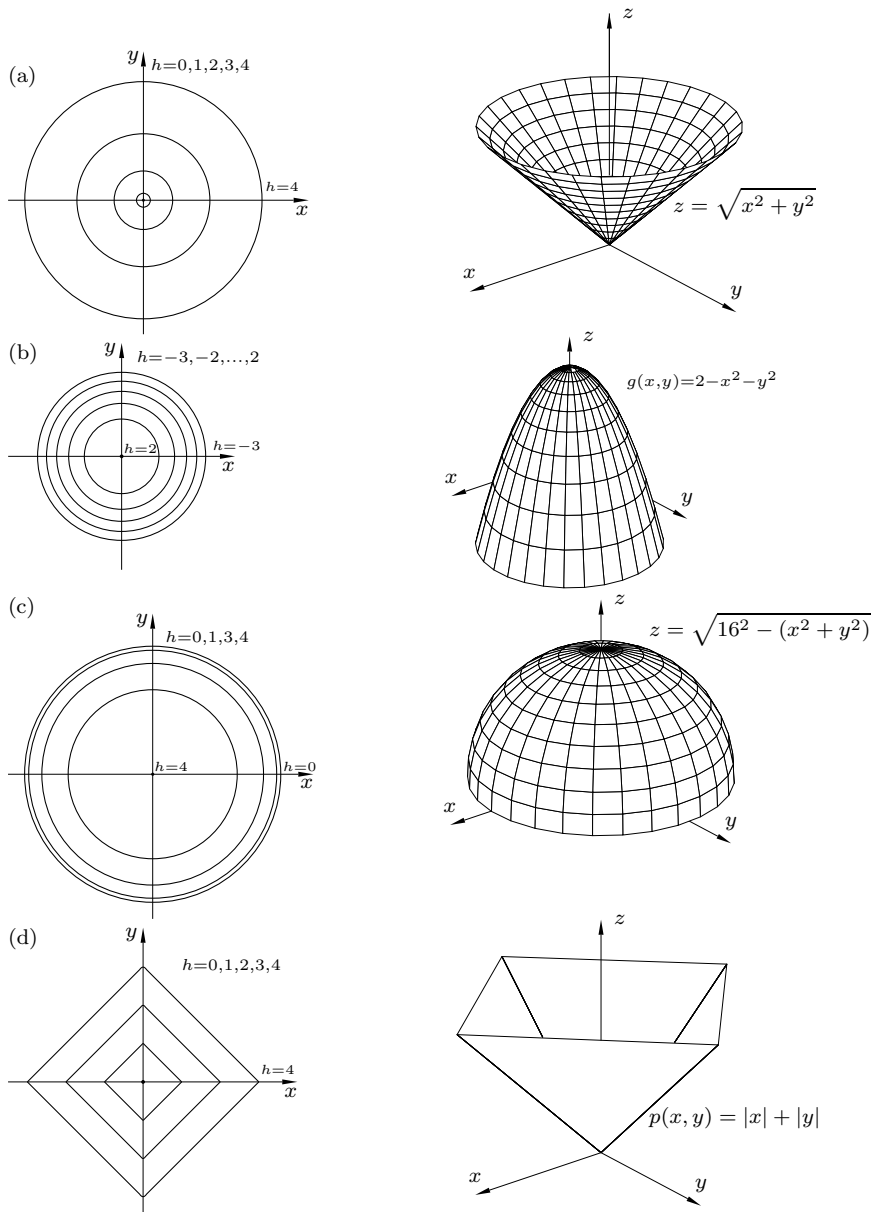 (a)
y
h=0,1,2,3,4
h=4
x
z
z = √x² + y²
x
y
(b)
y
h=−3,−2,...,2
h=2
h=−3
x
z
g(x,y)=2−x²−y²
x
y
(c)
y
h=0,1,3,4
h=4
h=0
x
z
z = √16² − (x² + y²)
x
y
(d)
y
h=0,1,2,3,4
h=4
x
z
p(x, y) = |x| + |y|
x
y